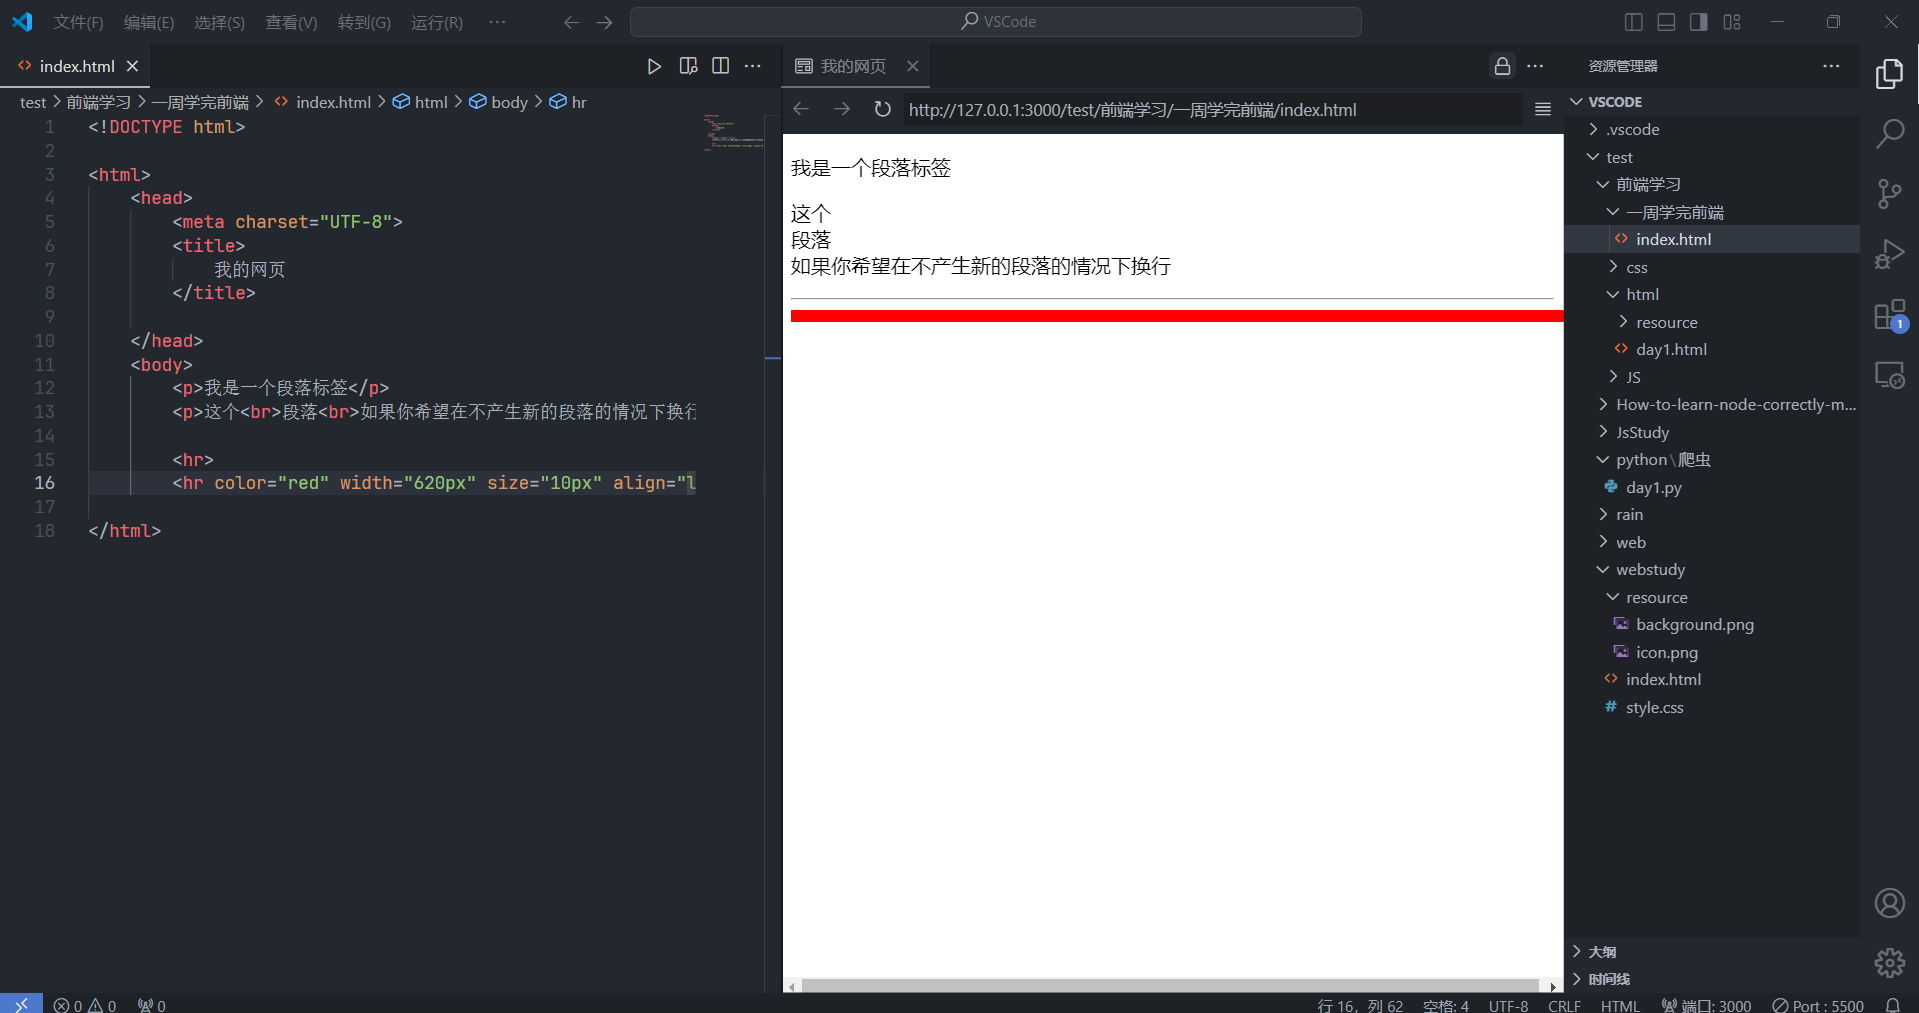 文件(F) 编辑(E) 选择(S) 查看(V) 转到(G) 运行(R) ··· VSCode
index.html
test > 前端学习 > 一周学完前端 > index.html > html > body > hr
1 <!DOCTYPE html>
2
3 <html>
4 <head>
5 <meta charset="UTF-8">
6 <title>
7 我的网页
8 </title>
9
10 </head>
11 <body>
12 <p>我是一个段落标签</p>
13 <p>这个<br>段落<br>如果你希望在不产生新的段落的情况下换行
14
15 <hr>
16 <hr color="red" width="620px" size="10px" align="l
17
18 </html>
我的网页
http://127.0.0.1:3000/test/前端学习/一周学完前端/index.html
我是一个段落标签
这个
段落
如果你希望在不产生新的段落的情况下换行
资源管理器
VSCODE
.vscode
test
前端学习
一周学完前端
index.html
css
html
resource
day1.html
JS
How-to-learn-node-correctly-m...
JsStudy
python\爬虫
day1.py
rain
web
webstudy
resource
background.png
icon.png
index.html
# style.css
大纲
时间线
1
0 0 0 行 16，列 62 空格: 4 UTF-8 CRLF HTML 端口: 3000 Port : 5500